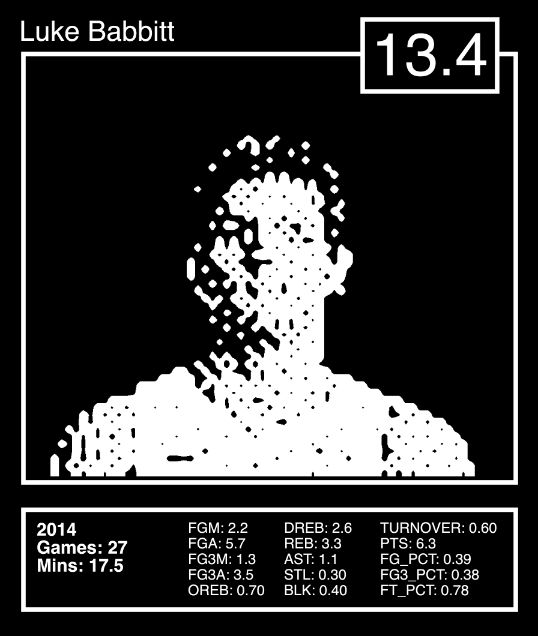 Luke Babbitt
13.4
2014
Games: 27
Mins: 17.5
FGM: 2.2
FGA: 5.7
FG3M: 1.3
FG3A: 3.5
OREB: 0.70
DREB: 2.6
REB: 3.3
AST: 1.1
STL: 0.30
BLK: 0.40
TURNOVER: 0.60
PTS: 6.3
FG_PCT: 0.39
FG3_PCT: 0.38
FT_PCT: 0.78